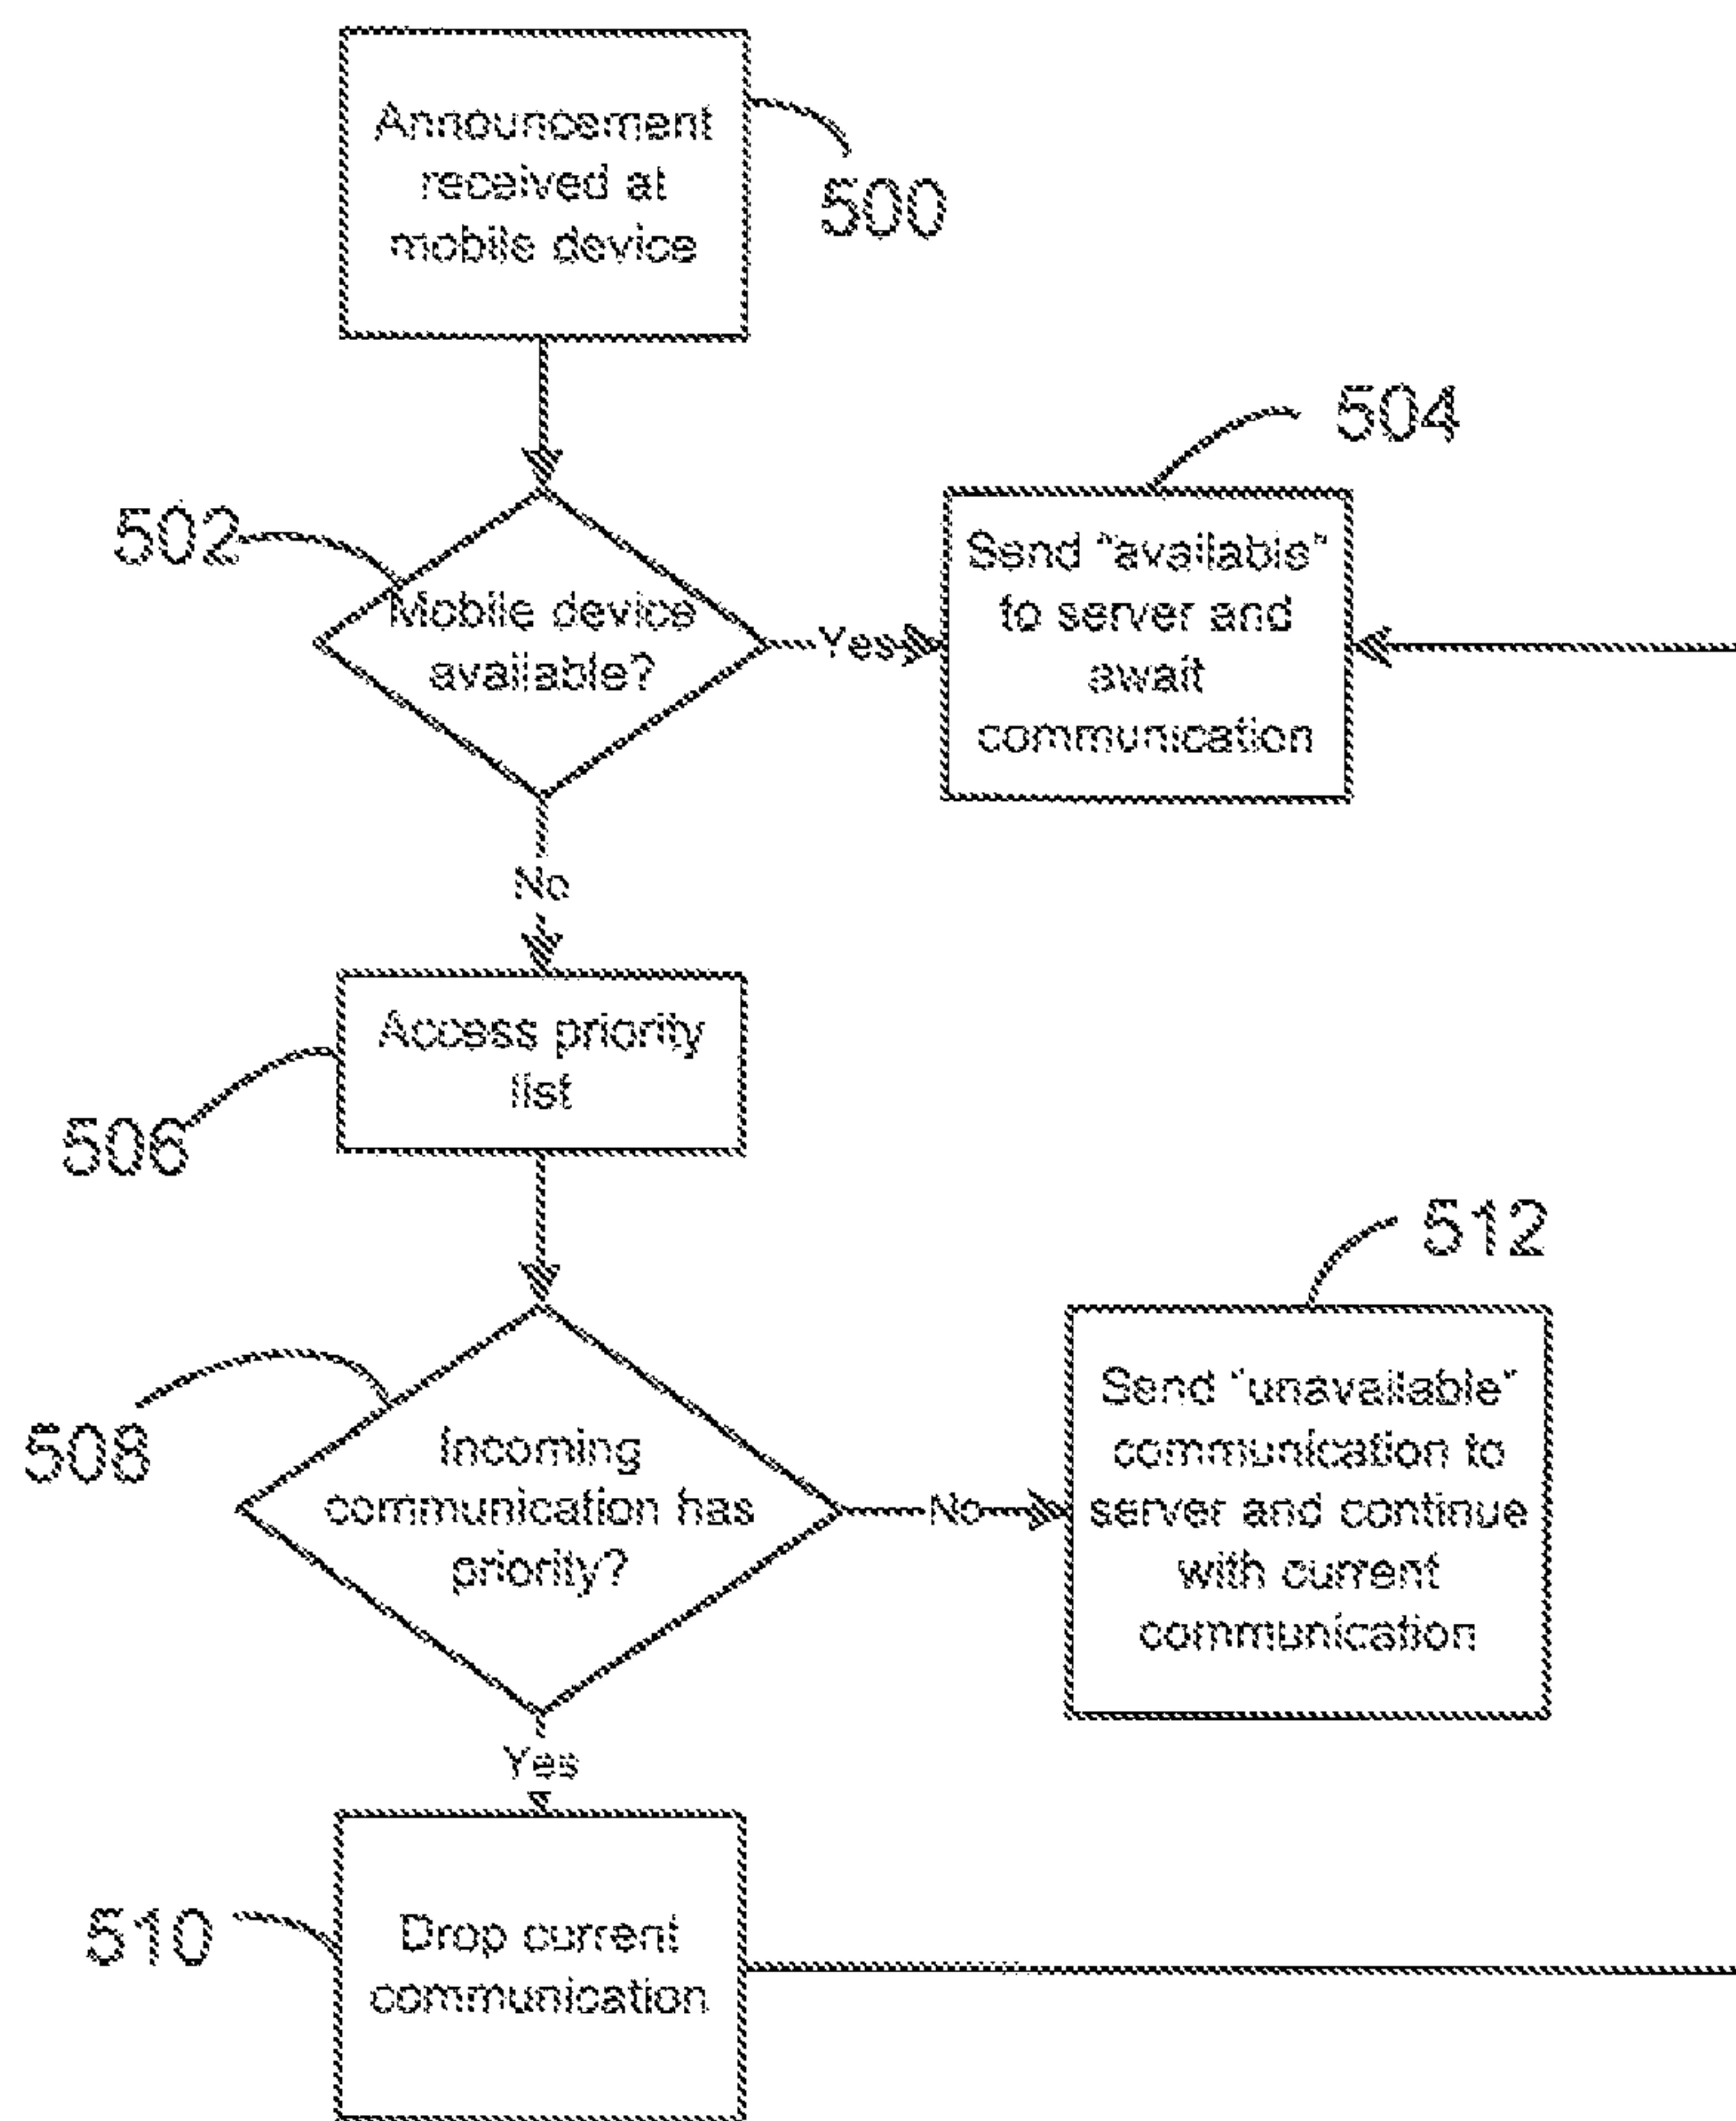 Announcement
received at
mobile device
500
502
Mobile device
available?
Yes
504
Send "available"
to server and
await
communication
No
506
Access priority
list
508
Incoming
communication has
priority?
No
512
Send "unavailable"
communication to
server and continue
with current
communication
Yes
510
Drop current
communication